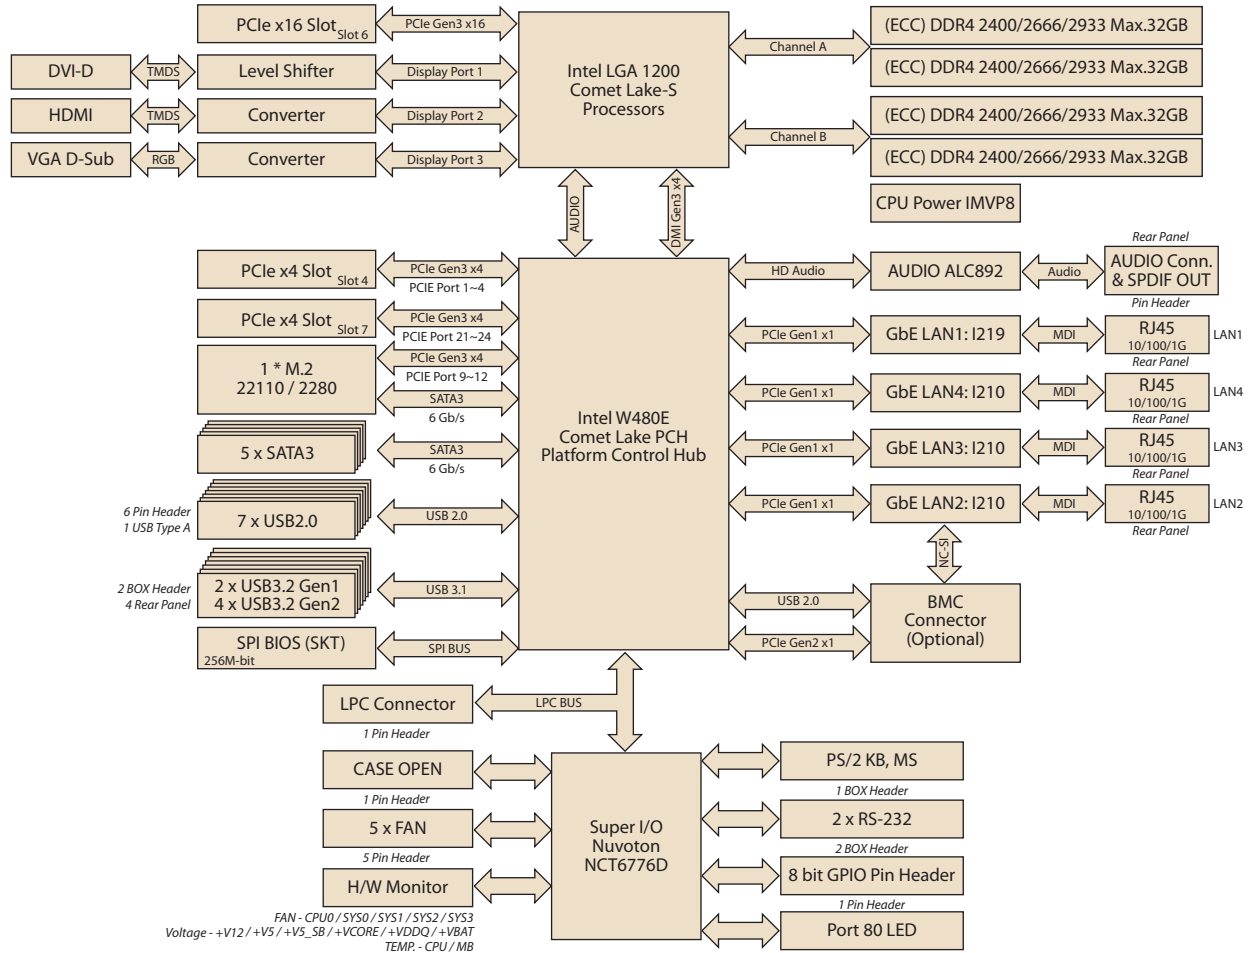 PCIe x16 Slot
Slot 6
PCIe Gen3 x16
Intel LGA 1200
Comet Lake-S
Processors
Channel A
(ECC) DDR4 2400/2666/2933 Max.32GB
(ECC) DDR4 2400/2666/2933 Max.32GB
DVI-D
TMDS
Level Shifter
Display Port 1
HDMI
TMDS
Converter
Display Port 2
Channel B
(ECC) DDR4 2400/2666/2933 Max.32GB
(ECC) DDR4 2400/2666/2933 Max.32GB
VGA D-Sub
RGB
Converter
Display Port 3
CPU Power IMVP8
AUDIO
DMI Gen3 x4
PCIe x4 Slot
Slot 4
PCIe Gen3 x4
PCIE Port 1~4
PCIe x4 Slot
Slot 7
PCIe Gen3 x4
PCIE Port 21~24
1 * M.2
22110 / 2280
PCIe Gen3 x4
PCIE Port 9~12
SATA3
6 Gb/s
5 x SATA3
SATA3
6 Gb/s
6 Pin Header
1 USB Type A
7 x USB2.0
USB 2.0
2 BOX Header
4 Rear Panel
2 x USB3.2 Gen1
4 x USB3.2 Gen2
USB 3.1
SPI BIOS (SKT)
256M-bit
SPI BUS
Intel W480E
Comet Lake PCH
Platform Control Hub
HD Audio
AUDIO ALC892
Audio
Rear Panel
AUDIO Conn.
& SPDIF OUT
Pin Header
PCIe Gen1 x1
GbE LAN1: I219
MDI
RJ45
10/100/1G
LAN1
Rear Panel
PCIe Gen1 x1
GbE LAN4: I210
MDI
RJ45
10/100/1G
LAN4
Rear Panel
PCIe Gen1 x1
GbE LAN3: I210
MDI
RJ45
10/100/1G
LAN3
Rear Panel
PCIe Gen1 x1
GbE LAN2: I210
MDI
RJ45
10/100/1G
LAN2
Rear Panel
NC-SI
USB 2.0
PCIe Gen2 x1
BMC
Connector
(Optional)
LPC Connector
LPC BUS
1 Pin Header
CASE OPEN
1 Pin Header
5 x FAN
5 Pin Header
H/W Monitor
FAN - CPU0 / SYS0 / SYS1 / SYS2 / SYS3
Voltage - +V12 / +V5 / +V5_SB / +VCORE / +VDDQ / +VBAT
TEMP. - CPU / MB
Super I/O
Nuvoton
NCT6776D
PS/2 KB, MS
1 BOX Header
2 x RS-232
2 BOX Header
8 bit GPIO Pin Header
1 Pin Header
Port 80 LED